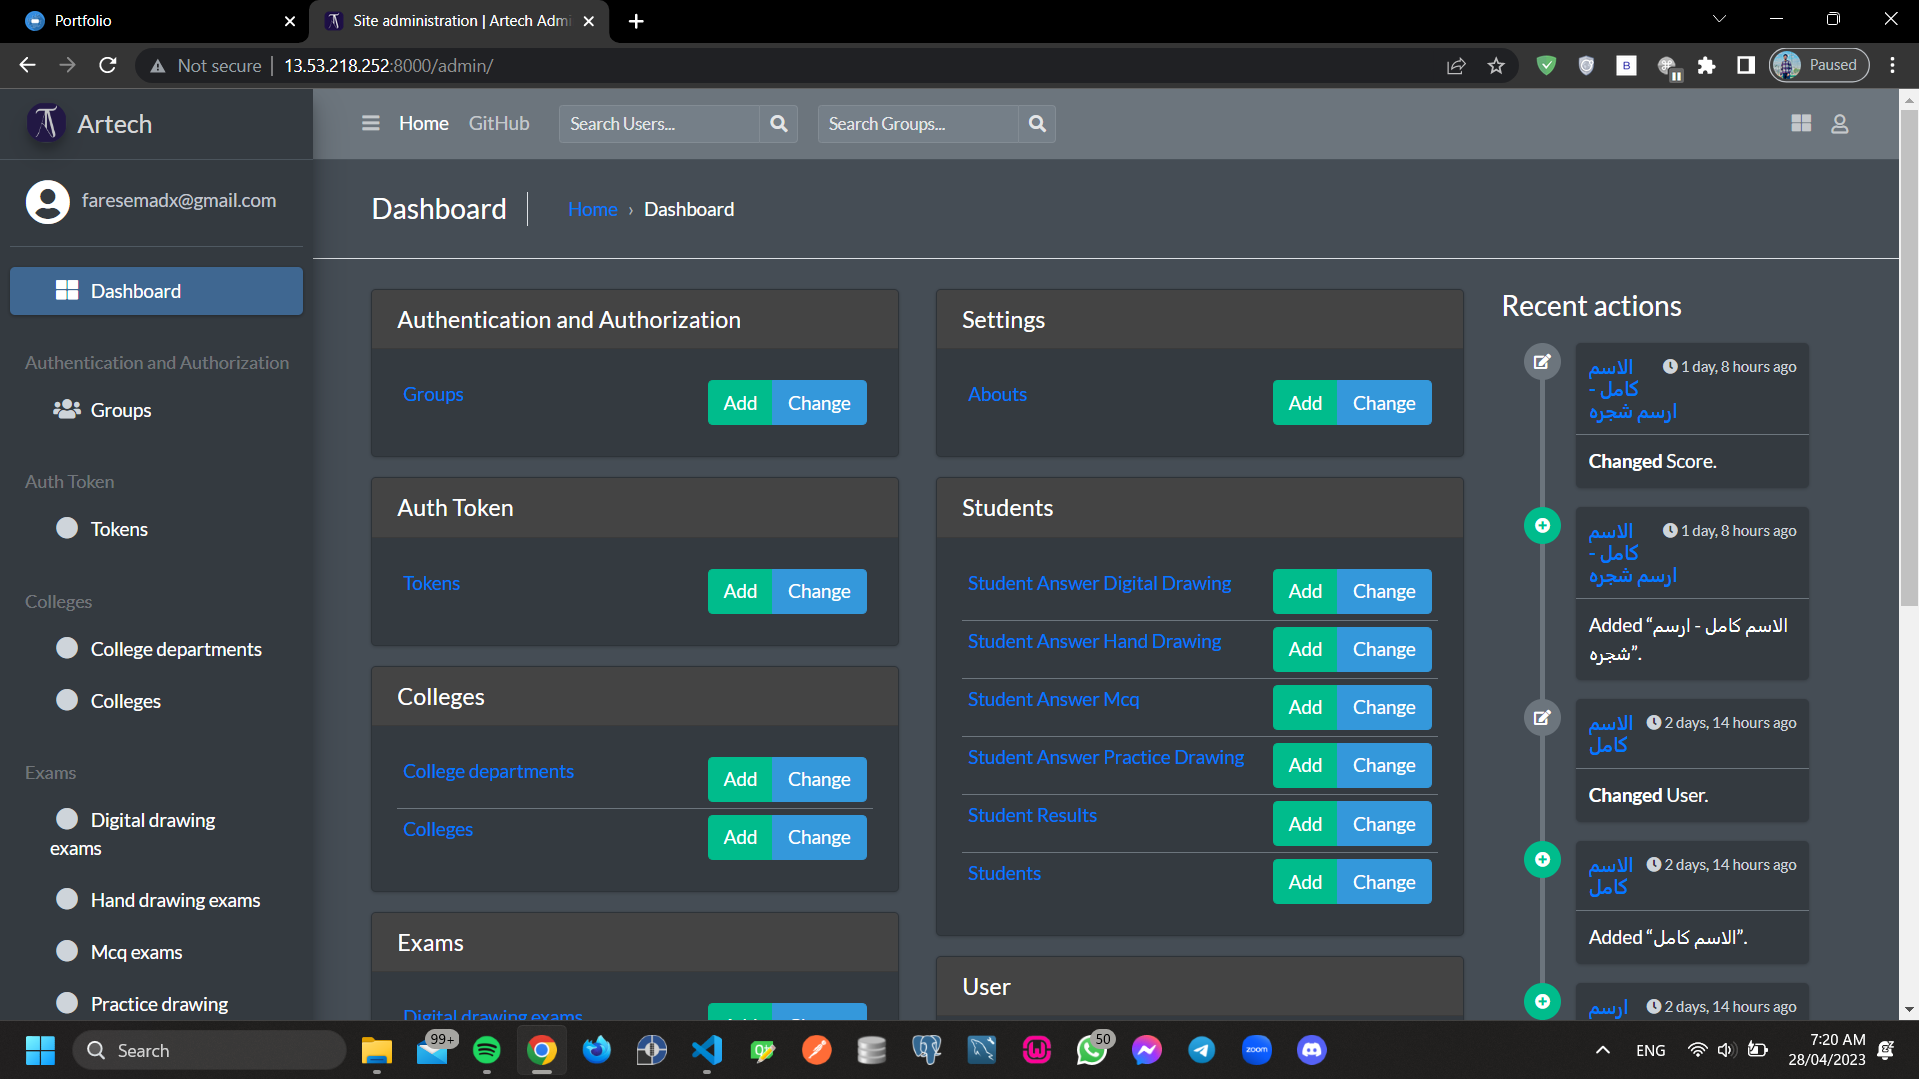 Portfolio
Site administration | Artech Admi
Not secure
13.53.218.252:8000/admin/
B
Paused
Artech
Home
GitHub
Search Users...
Search Groups...
faresemadx@gmail.com
Dashboard
Home › Dashboard
Dashboard
Authentication and Authorization
Groups
Auth Token
Tokens
Colleges
College departments
Colleges
Exams
Digital drawing
exams
Hand drawing exams
Mcq exams
Practice drawing
Authentication and Authorization
Groups
Add
Change
Auth Token
Tokens
Add
Change
Colleges
College departments
Add
Change
Colleges
Add
Change
Exams
Digital drawing exams
Settings
Abouts
Add
Change
Students
Student Answer Digital Drawing
Add
Change
Student Answer Hand Drawing
Add
Change
Student Answer Mcq
Add
Change
Student Answer Practice Drawing
Add
Change
Student Results
Add
Change
Students
Add
Change
User
Recent actions
الاسم
كامل -
ارسم شجره
1 day, 8 hours ago
Changed Score.
الاسم
كامل -
ارسم شجره
1 day, 8 hours ago
Added “الاسم كامل - ارسم
شجره”.
الاسم
كامل
2 days, 14 hours ago
Changed User.
الاسم
كامل
2 days, 14 hours ago
Added “الاسم كامل”.
ارسم
2 days, 14 hours ago
Search
99+
50
zoom
ENG
7:20 AM
28/04/2023